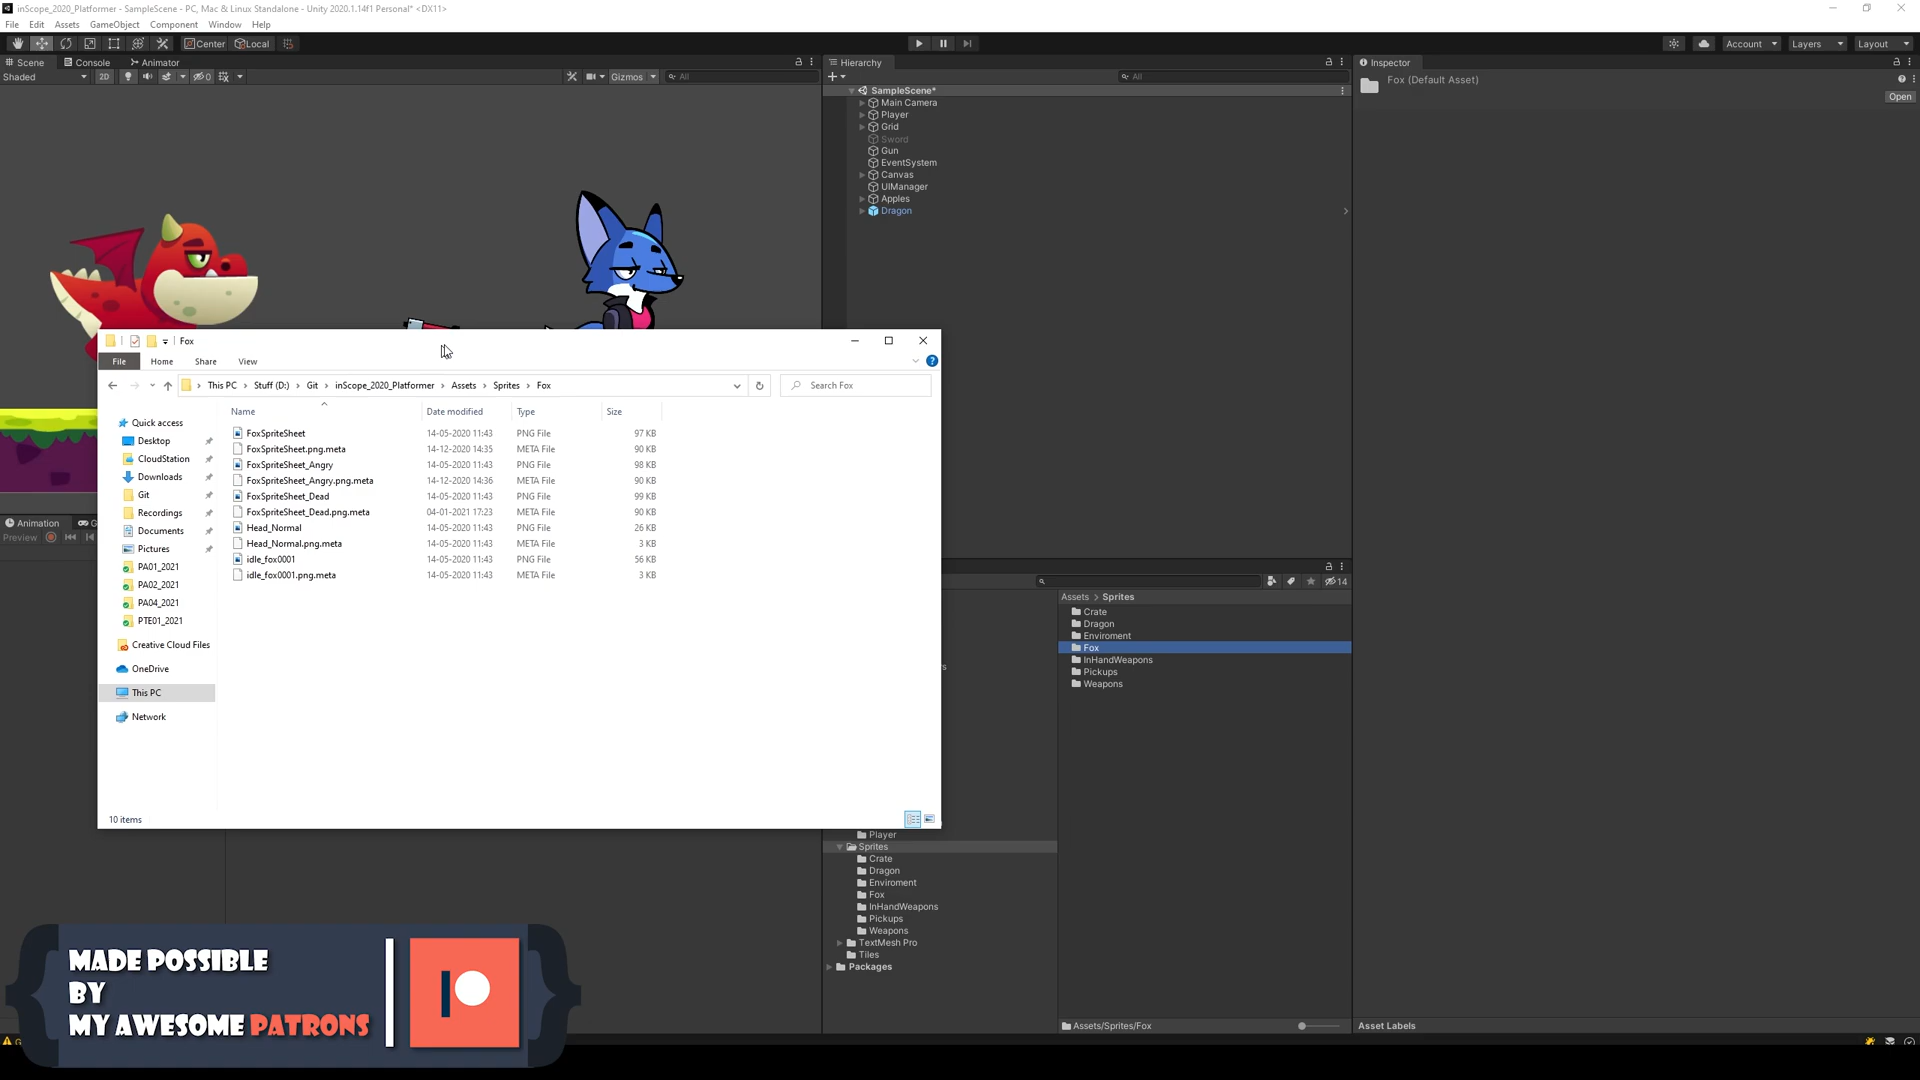 inScope_2020_Platformer - SampleScene - PC, Mac & Linux Standalone - Unity 2020.1.14f1 Personal* <DX11>
File Edit Assets GameObject Component Window Help
Center Local
Account Layers Layout
Scene Console Animator
Shaded 2D 0 Gizmos All
Hierarchy
All
SampleScene*
Main Camera
Player
Grid
Sword
Gun
EventSystem
Canvas
UIManager
Apples
Dragon
Inspector
Fox (Default Asset)
Open
Fox
File Home Share View
This PC Stuff (D:) Git inScope_2020_Platformer Assets Sprites Fox
Search Fox
Name Date modified Type Size
FoxSpriteSheet 14-05-2020 11:43 PNG File 97 KB
FoxSpriteSheet.png.meta 14-12-2020 14:35 META File 90 KB
FoxSpriteSheet_Angry 14-05-2020 11:43 PNG File 98 KB
FoxSpriteSheet_Angry.png.meta 14-12-2020 14:36 META File 90 KB
FoxSpriteSheet_Dead 14-05-2020 11:43 PNG File 99 KB
FoxSpriteSheet_Dead.png.meta 04-01-2021 17:23 META File 90 KB
Head_Normal 14-05-2020 11:43 PNG File 26 KB
Head_Normal.png.meta 14-05-2020 11:43 META File 3 KB
idle_fox0001 14-05-2020 11:43 PNG File 56 KB
idle_fox0001.png.meta 14-05-2020 11:43 META File 3 KB
Quick access
Desktop
CloudStation
Downloads
Git
Recordings
Documents
Pictures
PA01_2021
PA02_2021
PA04_2021
PTE01_2021
Creative Cloud Files
OneDrive
This PC
Network
10 items
Animation
Preview
14
Assets > Sprites
Crate
Dragon
Enviroment
Fox
InHandWeapons
Pickups
Weapons
Player
Sprites
Crate
Dragon
Enviroment
Fox
InHandWeapons
Pickups
Weapons
TextMesh Pro
Tiles
Packages
Assets/Sprites/Fox
Asset Labels
MADE POSSIBLE
BY
MY AWESOME PATRONS